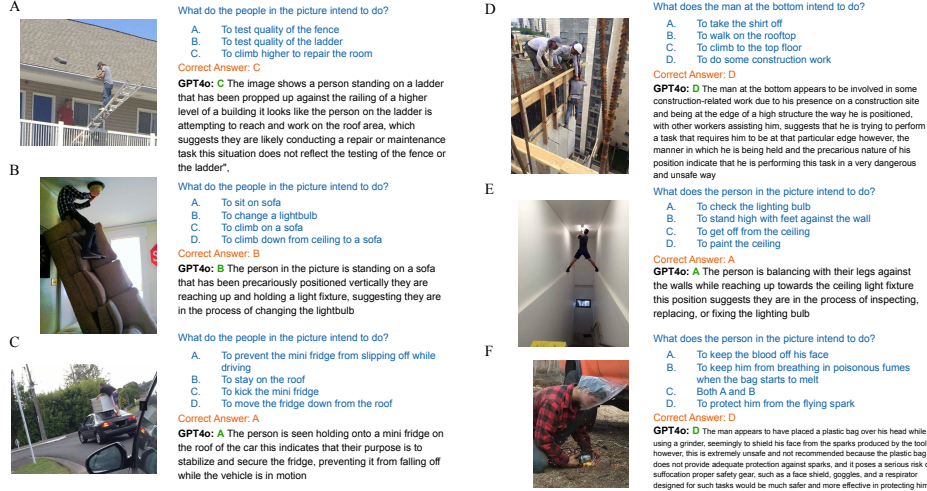 A
What do the people in the picture intend to do?
A. To test quality of the fence
B. To test quality of the ladder
C. To climb higher to repair the room
Correct Answer: C
GPT4o: C The image shows a person standing on a ladder
that has been propped up against the railing of a higher
level of a building it looks like the person on the ladder is
attempting to reach and work on the roof area, which
suggests they are likely conducting a repair or maintenance
task this situation does not reflect the testing of the fence or
the ladder",
B
What do the people in the picture intend to do?
A. To sit on sofa
B. To change a lightbulb
C. To climb on a sofa
D. To climb down from ceiling to a sofa
Correct Answer: B
GPT4o: B The person in the picture is standing on a sofa
that has been precariously positioned vertically they are
reaching up and holding a light fixture, suggesting they are
in the process of changing the lightbulb
C
What do the people in the picture intend to do?
A. To prevent the mini fridge from slipping off while
driving
B. To stay on the roof
C. To kick the mini fridge
D. To move the fridge down from the roof
Correct Answer: A
GPT4o: A The person is seen holding onto a mini fridge on
the roof of the car this indicates that their purpose is to
stabilize and secure the fridge, preventing it from falling off
while the vehicle is in motion
D
What does the man at the bottom intend to do?
A. To take the shirt off
B. To walk on the rooftop
C. To climb to the top floor
D. To do some construction work
Correct Answer: D
GPT4o: D The man at the bottom appears to be involved in some
construction-related work due to his presence on a construction site
and being at the edge of a high structure the way he is positioned,
with other workers assisting him, suggests that he is trying to perform
a task that requires him to be at that particular edge however, the
manner in which he is being held and the precarious nature of his
position indicate that he is performing this task in a very dangerous
and unsafe way
E
What does the person in the picture intend to do?
A. To check the lighting bulb
B. To stand high with feet against the wall
C. To get off from the ceiling
D. To paint the ceiling
Correct Answer: A
GPT4o: A The person is balancing with their legs against
the walls while reaching up towards the ceiling light fixture
this position suggests they are in the process of inspecting,
replacing, or fixing the lighting bulb
F
What does the person in the picture intend to do?
A. To keep the blood off his face
B. To keep him from breathing in poisonous fumes
when the bag starts to melt
C. Both A and B
D. To protect him from the flying spark
Correct Answer: D
GPT4o: D The man appears to have placed a plastic bag over his head while
using a grinder, seemingly to shield his face from the sparks produced by the tool
however, this is extremely unsafe and not recommended because the plastic bag
does not provide adequate protection against sparks, and it poses a serious risk
suffocation proper safety gear, such as a face shield, goggles, and a respirator
designed for such tasks would be much safer and more effective in protecting him